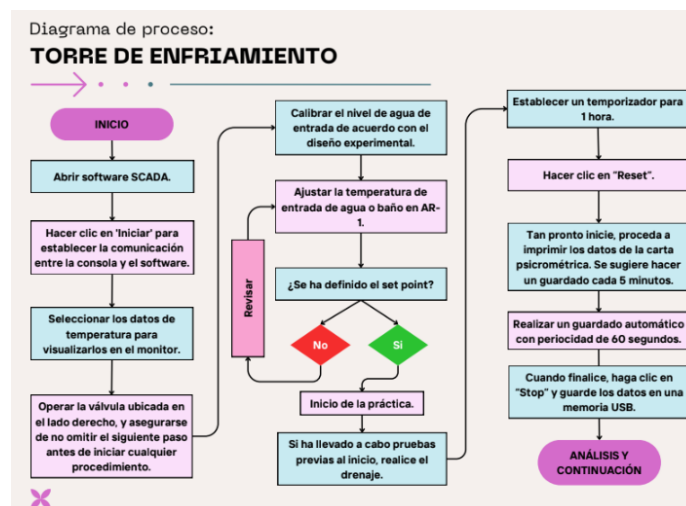 Diagrama de proceso:
TORRE DE ENFRIAMIENTO
INICIO
Abrir software SCADA.
Hacer clic en 'Iniciar' para
establecer la comunicación
entre la consola y el software.
Seleccionar los datos de
temperatura para
visualizarlos en el monitor.
Operar la válvula ubicada en
el lado derecho, y asegurarse
de no omitir el siguiente paso
antes de iniciar cualquier
procedimiento.
Calibrar el nivel de agua de
entrada de acuerdo con el
diseño experimental.
Ajustar la temperatura de
entrada de agua o baño en AR-
1.
¿Se ha definido el set point?
Revisar
No
Si
Inicio de la práctica.
Si ha llevado a cabo pruebas
previas al inicio, realice el
drenaje.
Establecer un temporizador para
1 hora.
Hacer clic en "Reset".
Tan pronto inicie, proceda a
imprimir los datos de la carta
psicrométrica. Se sugiere hacer
un guardado cada 5 minutos.
Realizar un guardado automático
con periocidad de 60 segundos.
Cuando finalice, haga clic en
"Stop" y guarde los datos en una
memoria USB.
ANÁLISIS Y
CONTINUACIÓN